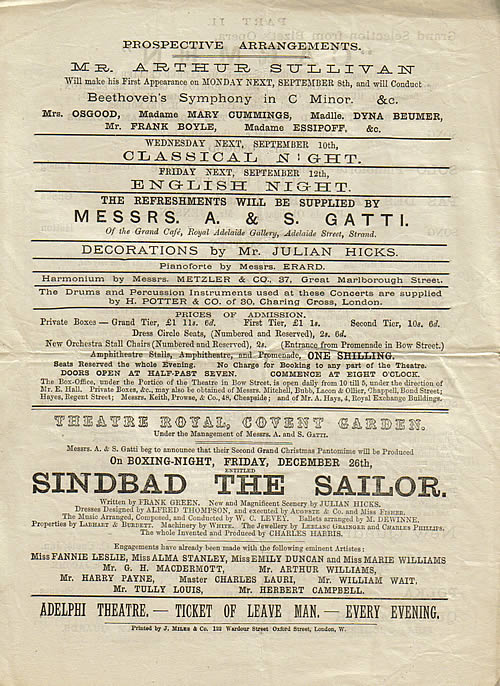 PROSPECTIVE ARRANGEMENTS.
MR. ARTHUR SULLIVAN
Will make his First Appearance on MONDAY NEXT, SEPTEMBER 8th, and will Conduct
Beethoven's Symphony in C Minor. &c.
Mrs. OSGOOD, Madame MARY CUMMINGS, Madlle. DYNA BEUMER,
Mr. FRANK BOYLE, Madame ESSIPOFF, &c.
WEDNESDAY NEXT, SEPTEMBER 10th,
CLASSICAL NIGHT.
FRIDAY NEXT, SEPTEMBER 12th,
ENGLISH NIGHT.
THE REFRESHMENTS WILL BE SUPPLIED BY
MESSRS. A. & S. GATTI.
Of the Grand Café, Royal Adelaide Gallery, Adelaide Street, Strand.
DECORATIONS by Mr. JULIAN HICKS.
Pianoforte by Messrs. ERARD.
Harmonium by Messrs. METZLER & CO., 37, Great Marlborough Street.
The Drums and Percussion Instruments used at these Concerts are supplied
by H. POTTER & CO. of 30, Charing Cross, London.
PRICES OF ADMISSION.
Private Boxes — Grand Tier, £1 11s. 6d. First Tier, £1 1s. Second Tier, 10s. 6d.
Dress Circle Seats, (Numbered and Reserved), 2s. 6d.
New Orchestra Stall Chairs (Numbered and Reserved), 2s. (Entrance from Promenade in Bow Street.)
Amphitheatre Stalls, Amphitheatre, and Promenade, ONE SHILLING.
Seats Reserved the whole Evening. No Charge for Booking to any part of the Theatre.
DOORS OPEN AT HALF-PAST SEVEN. COMMENCE AT EIGHT O'CLOCK.
The Box-Office, under the Portico of the Theatre in Bow Street, is open daily from 10 till 5, under the direction of
Mr. E. Hall. Private Boxes, &c., may also be obtained of Messrs. Mitchell, Bubb, Lacon & Ollier, Chappell, Bond Street;
Hayes, Regent Street; Messrs. Keith, Prowse, & Co., 48, Cheapside; and of Mr. A. Hays, 4, Royal Exchange Buildings.
THEATRE ROYAL, COVENT GARDEN.
Under the Management of Messrs. A. and S. GATTI.
Messrs. A. & S. Gatti beg to announce that their Second Grand Christmas Pantomime will be Produced
On BOXING-NIGHT, FRIDAY, DECEMBER 26th,
ENTITLED
SINDBAD THE SAILOR.
Written by FRANK GREEN. New and Magnificent Scenery by JULIAN HICKS.
Dresses Designed by ALFRED THOMPSON, and executed by AUGUSTE & CO. and MISS FISHER.
The Music Arranged, Composed, and Conducted by W. C. LEVEY. Ballets arranged by M. DEWINNE.
Properties by LABHART & BURDETT. Machinery by WHITE. The Jewellery by LEBLANC GRAINGER and CHARLES PHILLIPS.
The whole Invented and Produced by CHARLES HARRIS.
Engagements have already been made with the following eminent Artistes:
Miss FANNIE LESLIE, Miss ALMA STANLEY, Miss EMILY DUNCAN and Miss MARIE WILLIAMS
Mr. G. H. MACDERMOTT, Mr. ARTHUR WILLIAMS,
Mr. HARRY PAYNE, Master CHARLES LAURI, Mr. WILLIAM WAIT,
Mr. TULLY LOUIS, Mr. HERBERT CAMPBELL.
ADELPHI THEATRE. — TICKET OF LEAVE MAN. — EVERY EVENING.
Printed by J. MILES & Co. 122 Wardour Street Oxford Street, London, W.